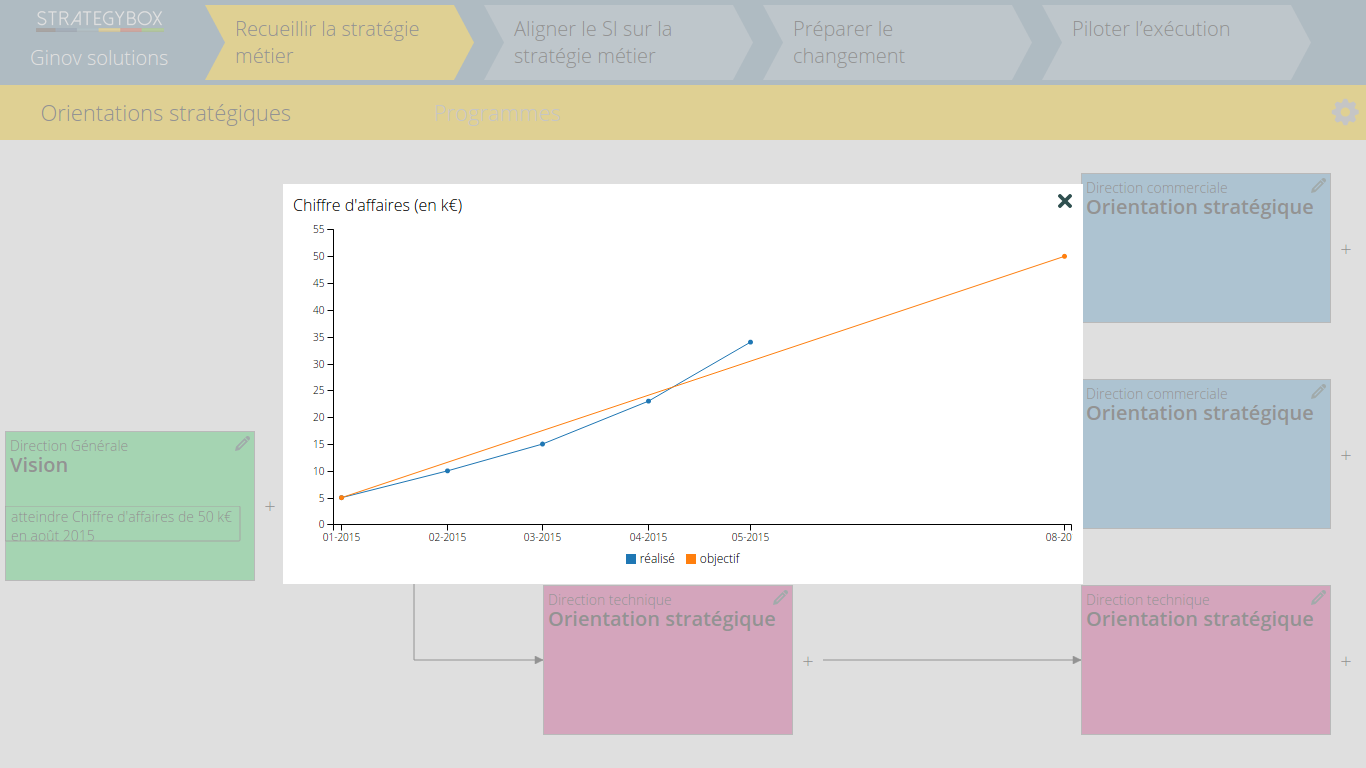 STRATEGYBOX
Ginov solutions
Recueillir la stratégie
métier
Aligner le SI sur la
stratégie métier
Préparer le
changement
Piloter l'exécution
Orientations stratégiques
Programmes
Direction commerciale
Orientation stratégique
+
Chiffre d'affaires (en k€)
55
50
45
40
35
30
25
20
15
10
5
0
01-2015
02-2015
03-2015
04-2015
05-2015
08-20
réalisé
objectif
Direction commerciale
Orientation stratégique
+
Direction Générale
Vision
atteindre Chiffre d'affaires de 50 k€
en août 2015
+
Direction technique
Orientation stratégique
+
Direction technique
Orientation stratégique
+